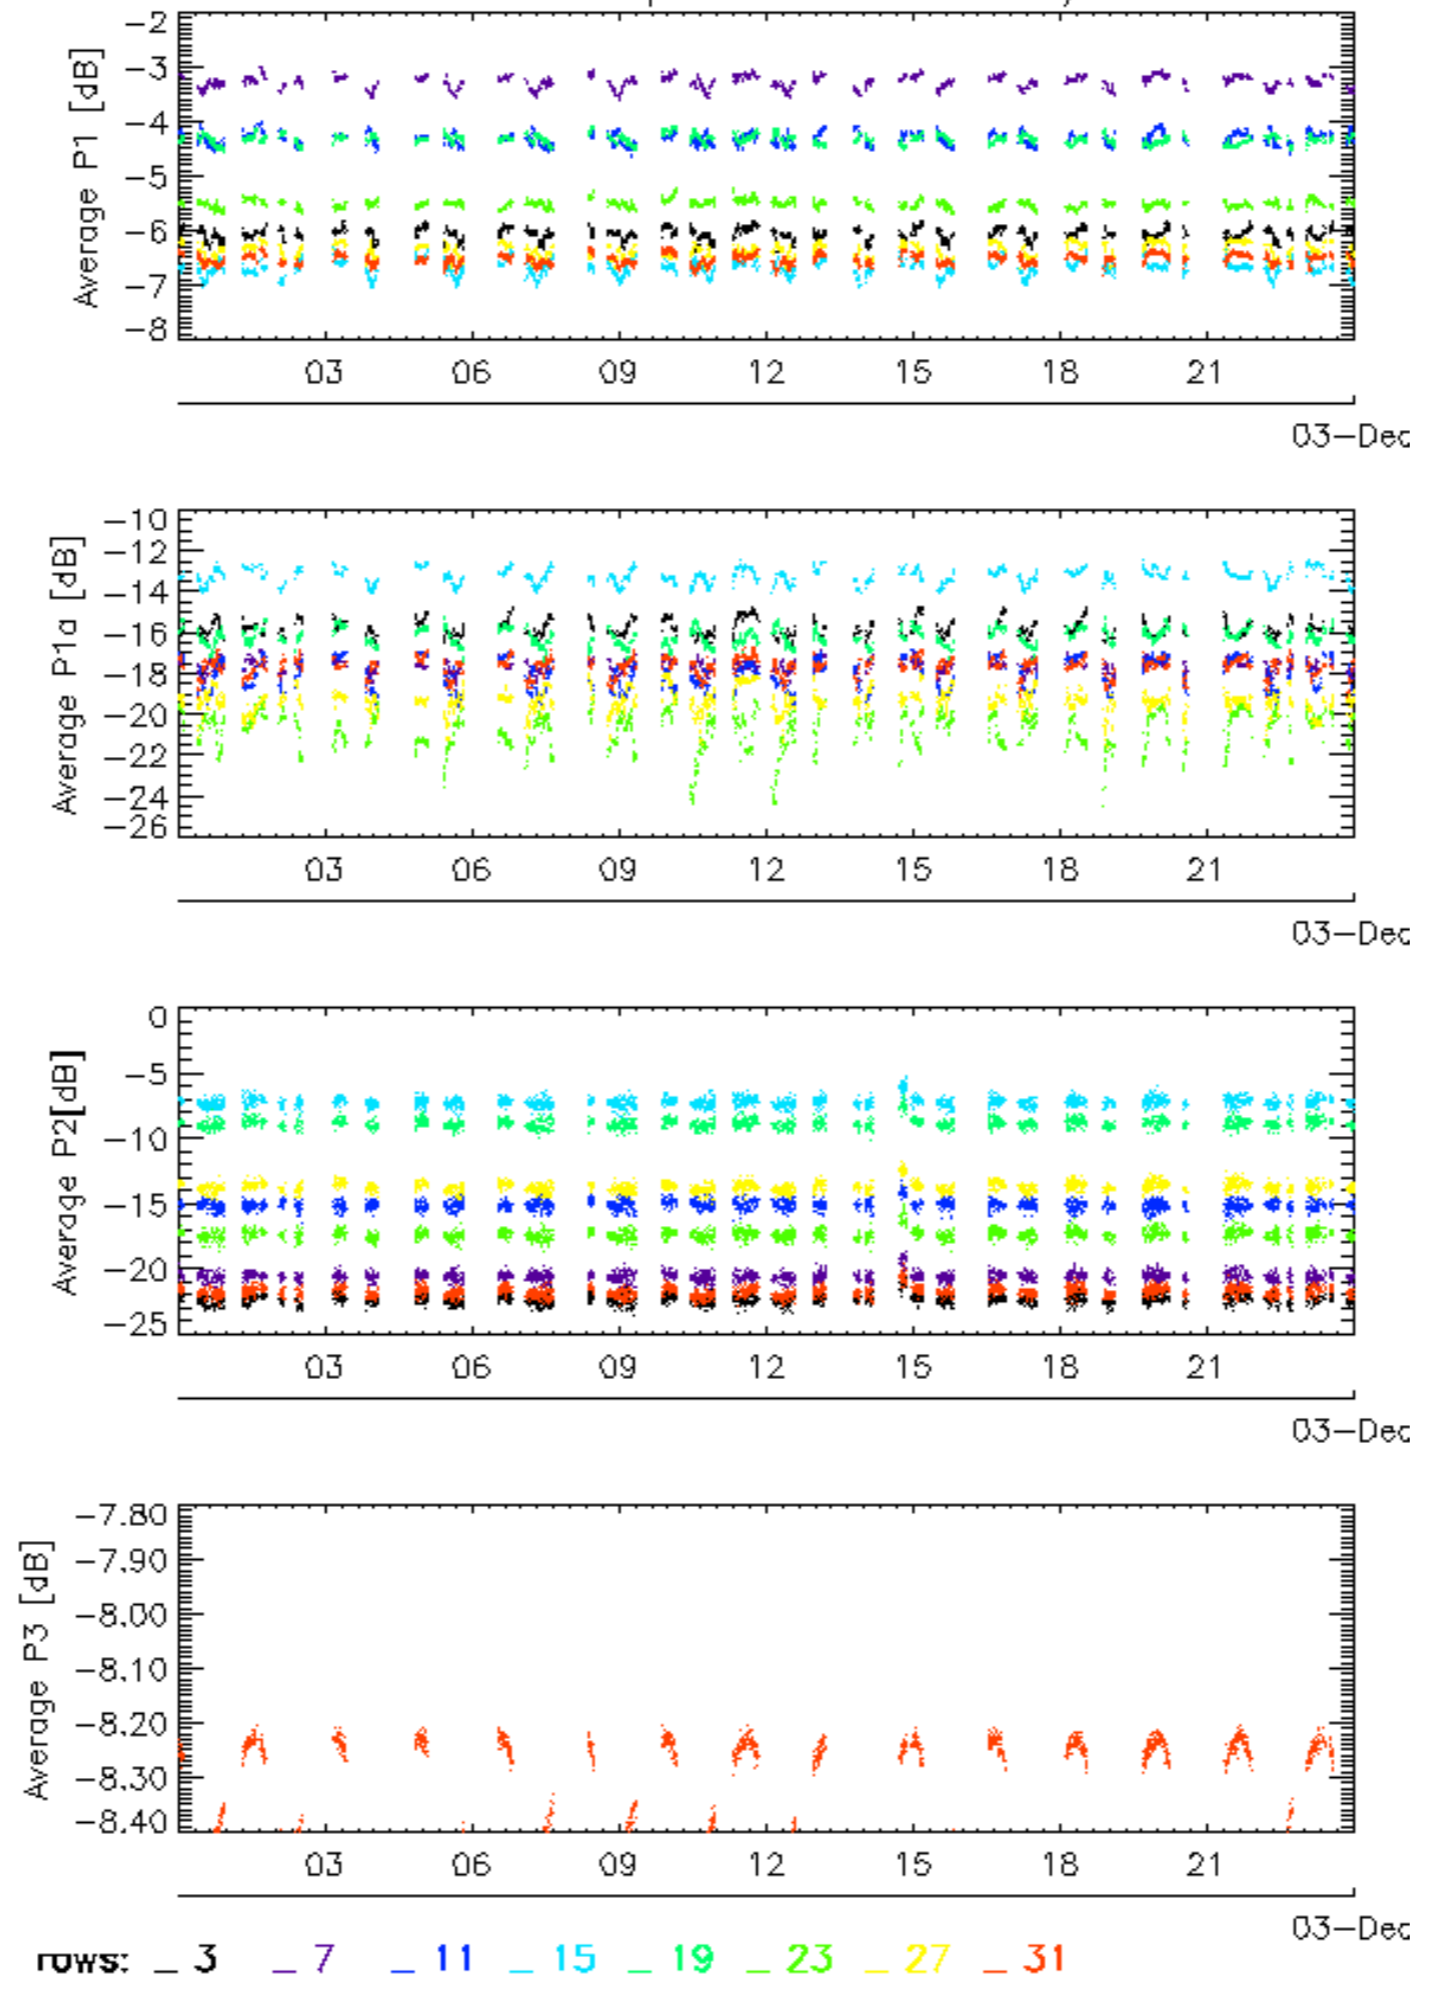 -2
-3
-4
-5
-6
-7
-8
Average P1 [dB]
03 06 09 12 15 18 21
03-Dec
-10
-12
-14
-16
-18
-20
-22
-24
-26
Average P1a [dB]
03 06 09 12 15 18 21
03-Dec
0
-5
-10
-15
-20
-25
Average P2[dB]
03 06 09 12 15 18 21
03-Dec
-7.80
-7.90
-8.00
-8.10
-8.20
-8.30
-8.40
Average P3 [dB]
03 06 09 12 15 18 21
03-Dec
rows: _ 3 _ 7 _ 11 _ 15 _ 19 _ 23 _ 27 _ 31